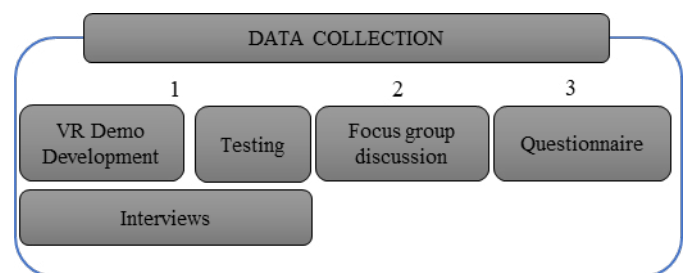 DATA COLLECTION
1
2
3
VR Demo
Development
Testing
Focus group
discussion
Questionnaire
Interviews